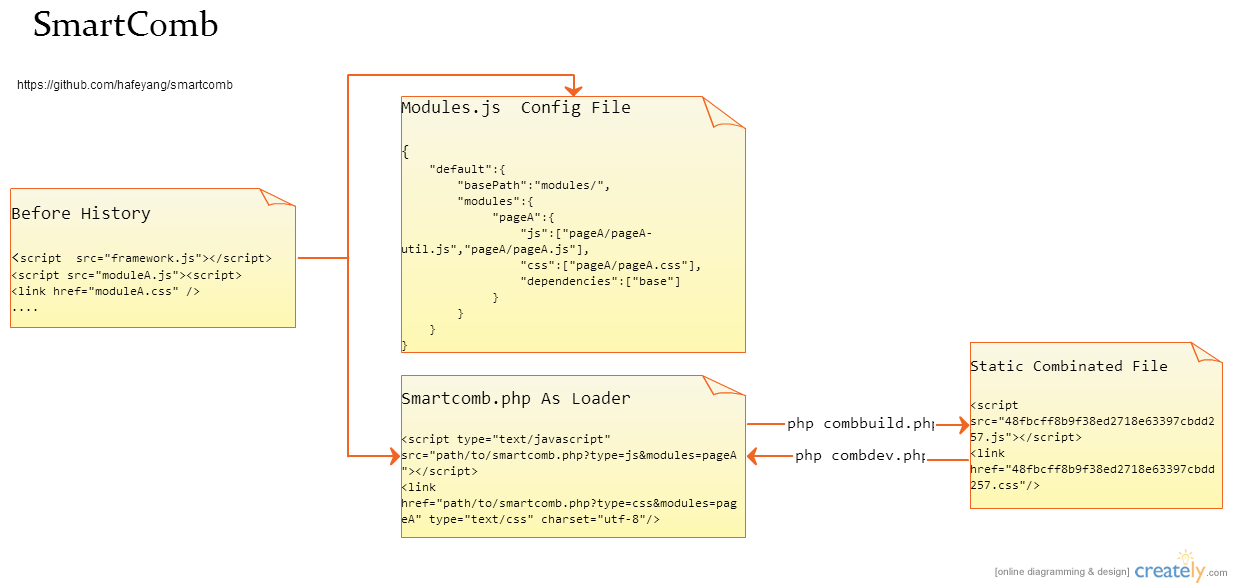 SmartComb
https://github.com/hafeyang/smartcomb
Before History
<script  src="framework.js"></script>
<script src="moduleA.js"><script>
<link href="moduleA.css" />
....
Modules.js  Config File
{
"default":{
"basePath":"modules/",
"modules":{
"pageA":{
"js":["pageA/pageA-
util.js","pageA/pageA.js"],
"css":["pageA/pageA.css"],
"dependencies":["base"]
}
}
}
}
Smartcomb.php As Loader
<script type="text/javascript"
src="path/to/smartcomb.php?type=js&modules=pageA
"></script>
<link
href="path/to/smartcomb.php?type=css&modules=pag
eA" type="text/css" charset="utf-8"/>
php combbuild.php
php combdev.php
Static Combinated File
<script
src="48fbcff8b9f38ed2718e63397cbdd2
57.js"></script>
<link
href="48fbcff8b9f38ed2718e63397cbdd
257.css"/>
[online diagramming & design] creately.com